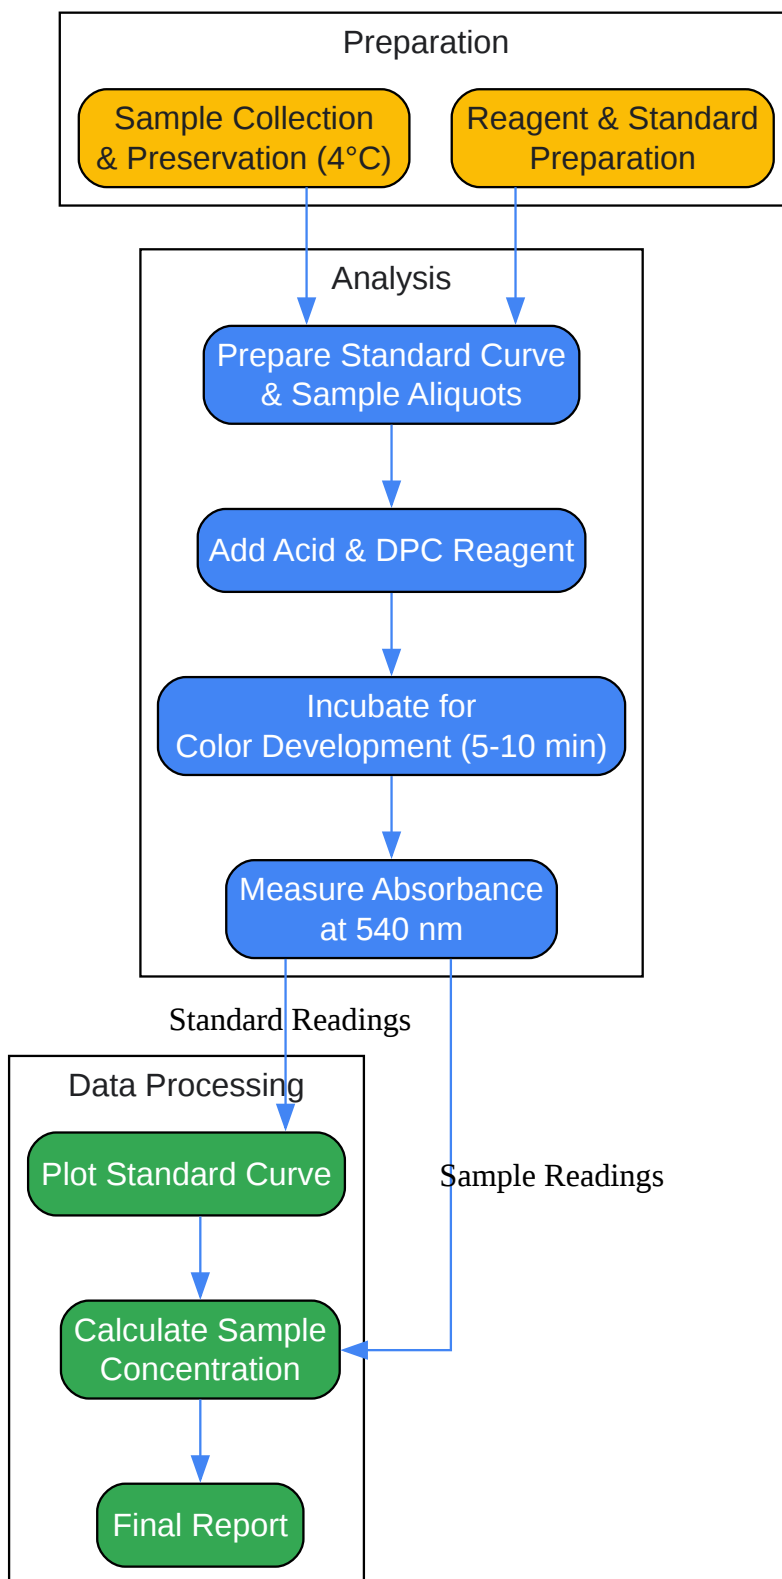 Preparation
Sample Collection
& Preservation (4°C)
Reagent & Standard
Preparation
Analysis
Prepare Standard Curve
& Sample Aliquots
Add Acid & DPC Reagent
Incubate for
Color Development (5-10 min)
Measure Absorbance
at 540 nm
Standard Readings
Data Processing
Plot Standard Curve
Sample Readings
Calculate Sample
Concentration
Final Report